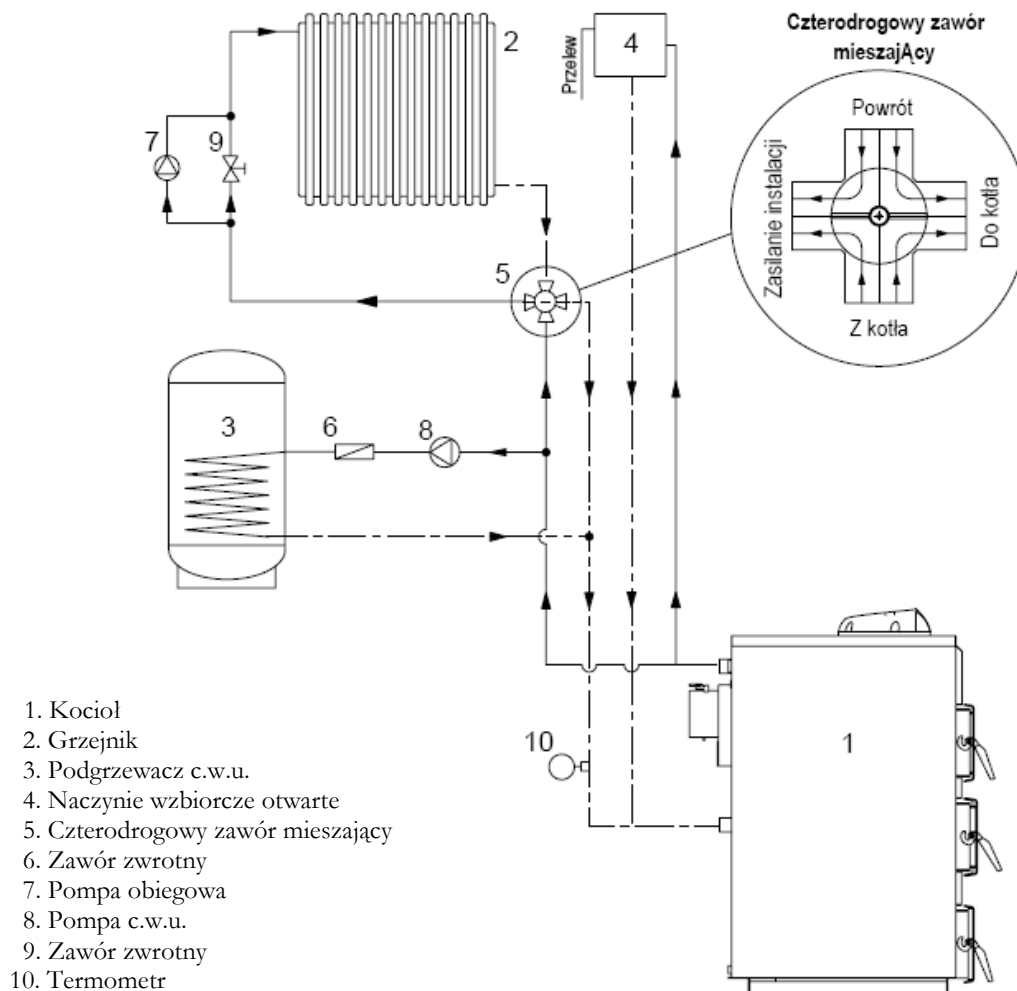 Czterodrogowy zawór
mieszajĄcy
Powrót
Zasilanie instalacji
Do kotła
Z kotła
2
4
Przelew
7
9
5
3
6
8
10
1
1. Kocioł
2. Grzejnik
3. Podgrzewacz c.w.u.
4. Naczynie wzbiorcze otwarte
5. Czterodrogowy zawór mieszający
6. Zawór zwrotny
7. Pompa obiegowa
8. Pompa c.w.u.
9. Zawór zwrotny
10. Termometr